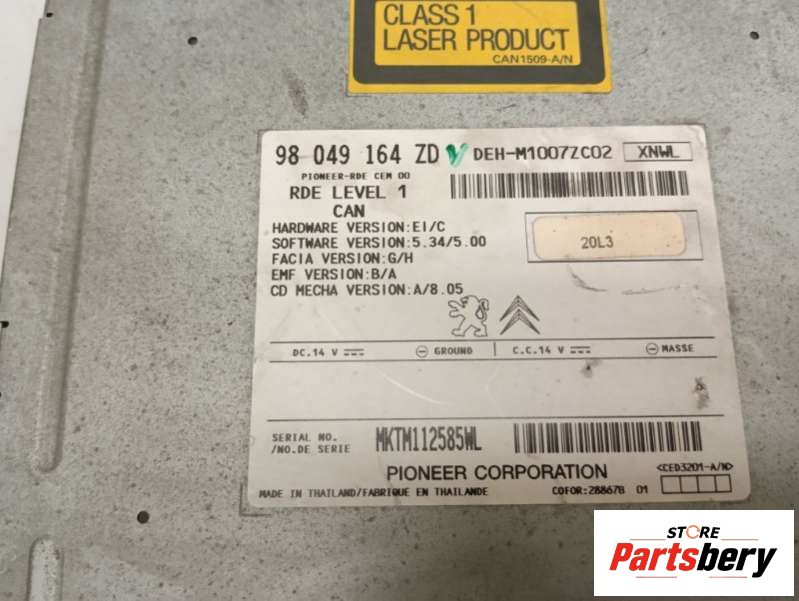 CLASS 1
LASER PRODUCT
CAN1509-A/N
98 049 164 ZD V DEH-M1007ZC02 XNWL
PIONEER-RDE CEM 00
RDE LEVEL 1
CAN
HARDWARE VERSION:EI/C
SOFTWARE VERSION:5.34/5.00
20L3
FACIA VERSION:G/H
EMF VERSION:B/A
CD MECHA VERSION:A/8.05
DC.14 V GROUND C.C.14 V MASSE
SERIAL NO.
/NO.DE SERIE MKTM112585WL
PIONEER CORPORATION <CED3201-A/N>
MADE IN THAILAND/FABRIQUE EN THAILANDE COFOR:28867B 01
STORE
Partsbery